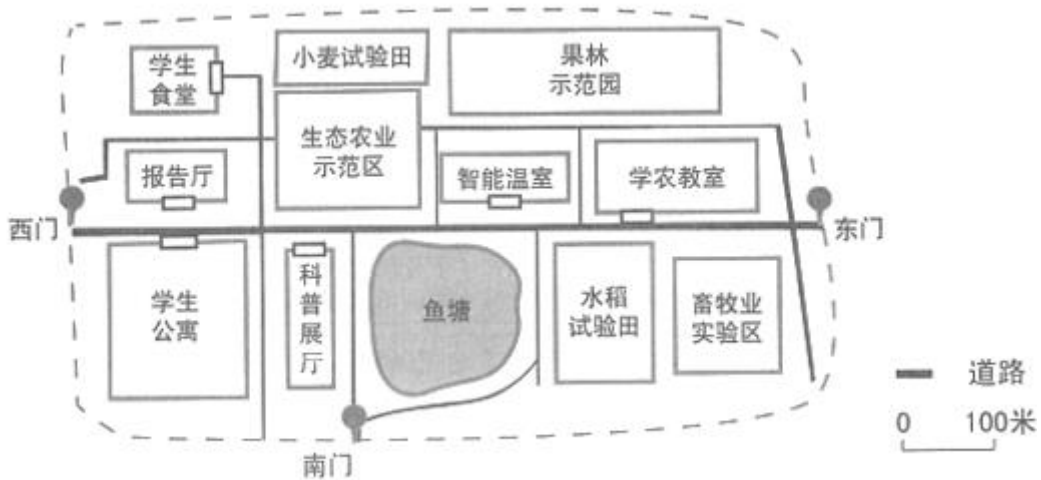 学生
食堂
小麦试验田
果林
示范园
生态农业
示范区
报告厅
智能温室
学农教室
西门
东门
学生
公寓
科
普
展
厅
鱼塘
水稻
试验田
畜牧业
实验区
南门
道路
0 100米